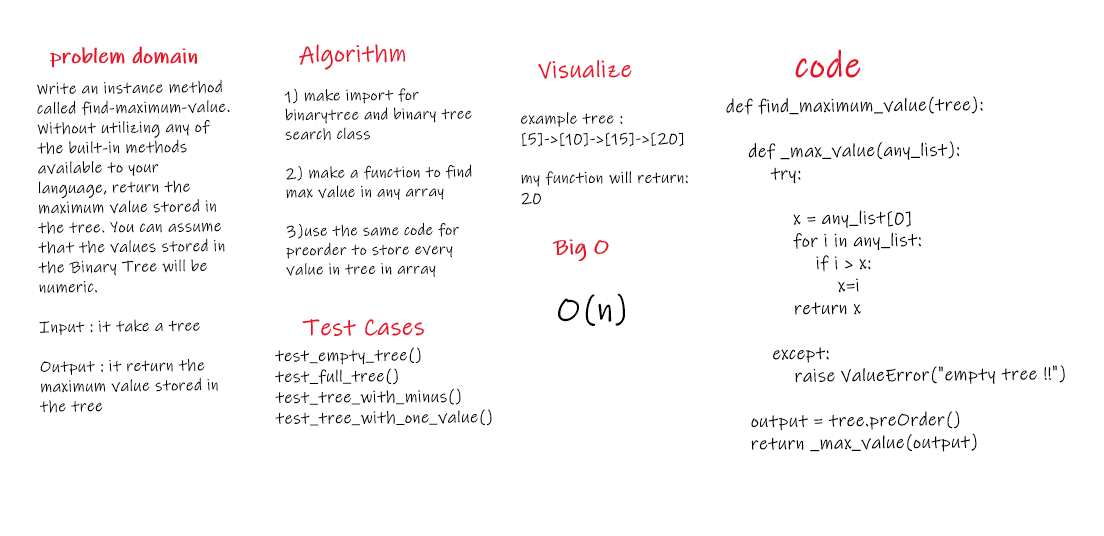 problem domain
Write an instance method
called find-maximum-value.
Without utilizing any of
the built-in methods
available to your
language, return the
maximum value stored in
the tree. You can assume
that the values stored in
the Binary Tree will be
numeric.
Input : it take a tree
Output : it return the
maximum value stored in
the tree
Algorithm
1) make import for
binarytree and binary tree
search class
2) make a function to find
max value in any array
3)use the same code for
preorder to store every
value in tree in array
Test Cases
test_empty_tree()
test_full_tree()
test_tree_with_minus()
test_tree_with_one_value()
Visualize
example tree :
[5]->[10]->[15]->[20]
my function will return:
20
Big O
O(n)
code
def find_maximum_value(tree):
def _max_value(any_list):
try:
x = any_list[0]
for i in any_list:
if i > x:
x=i
return x
except:
raise ValueError("empty tree !!")
output = tree.preOrder()
return _max_value(output)